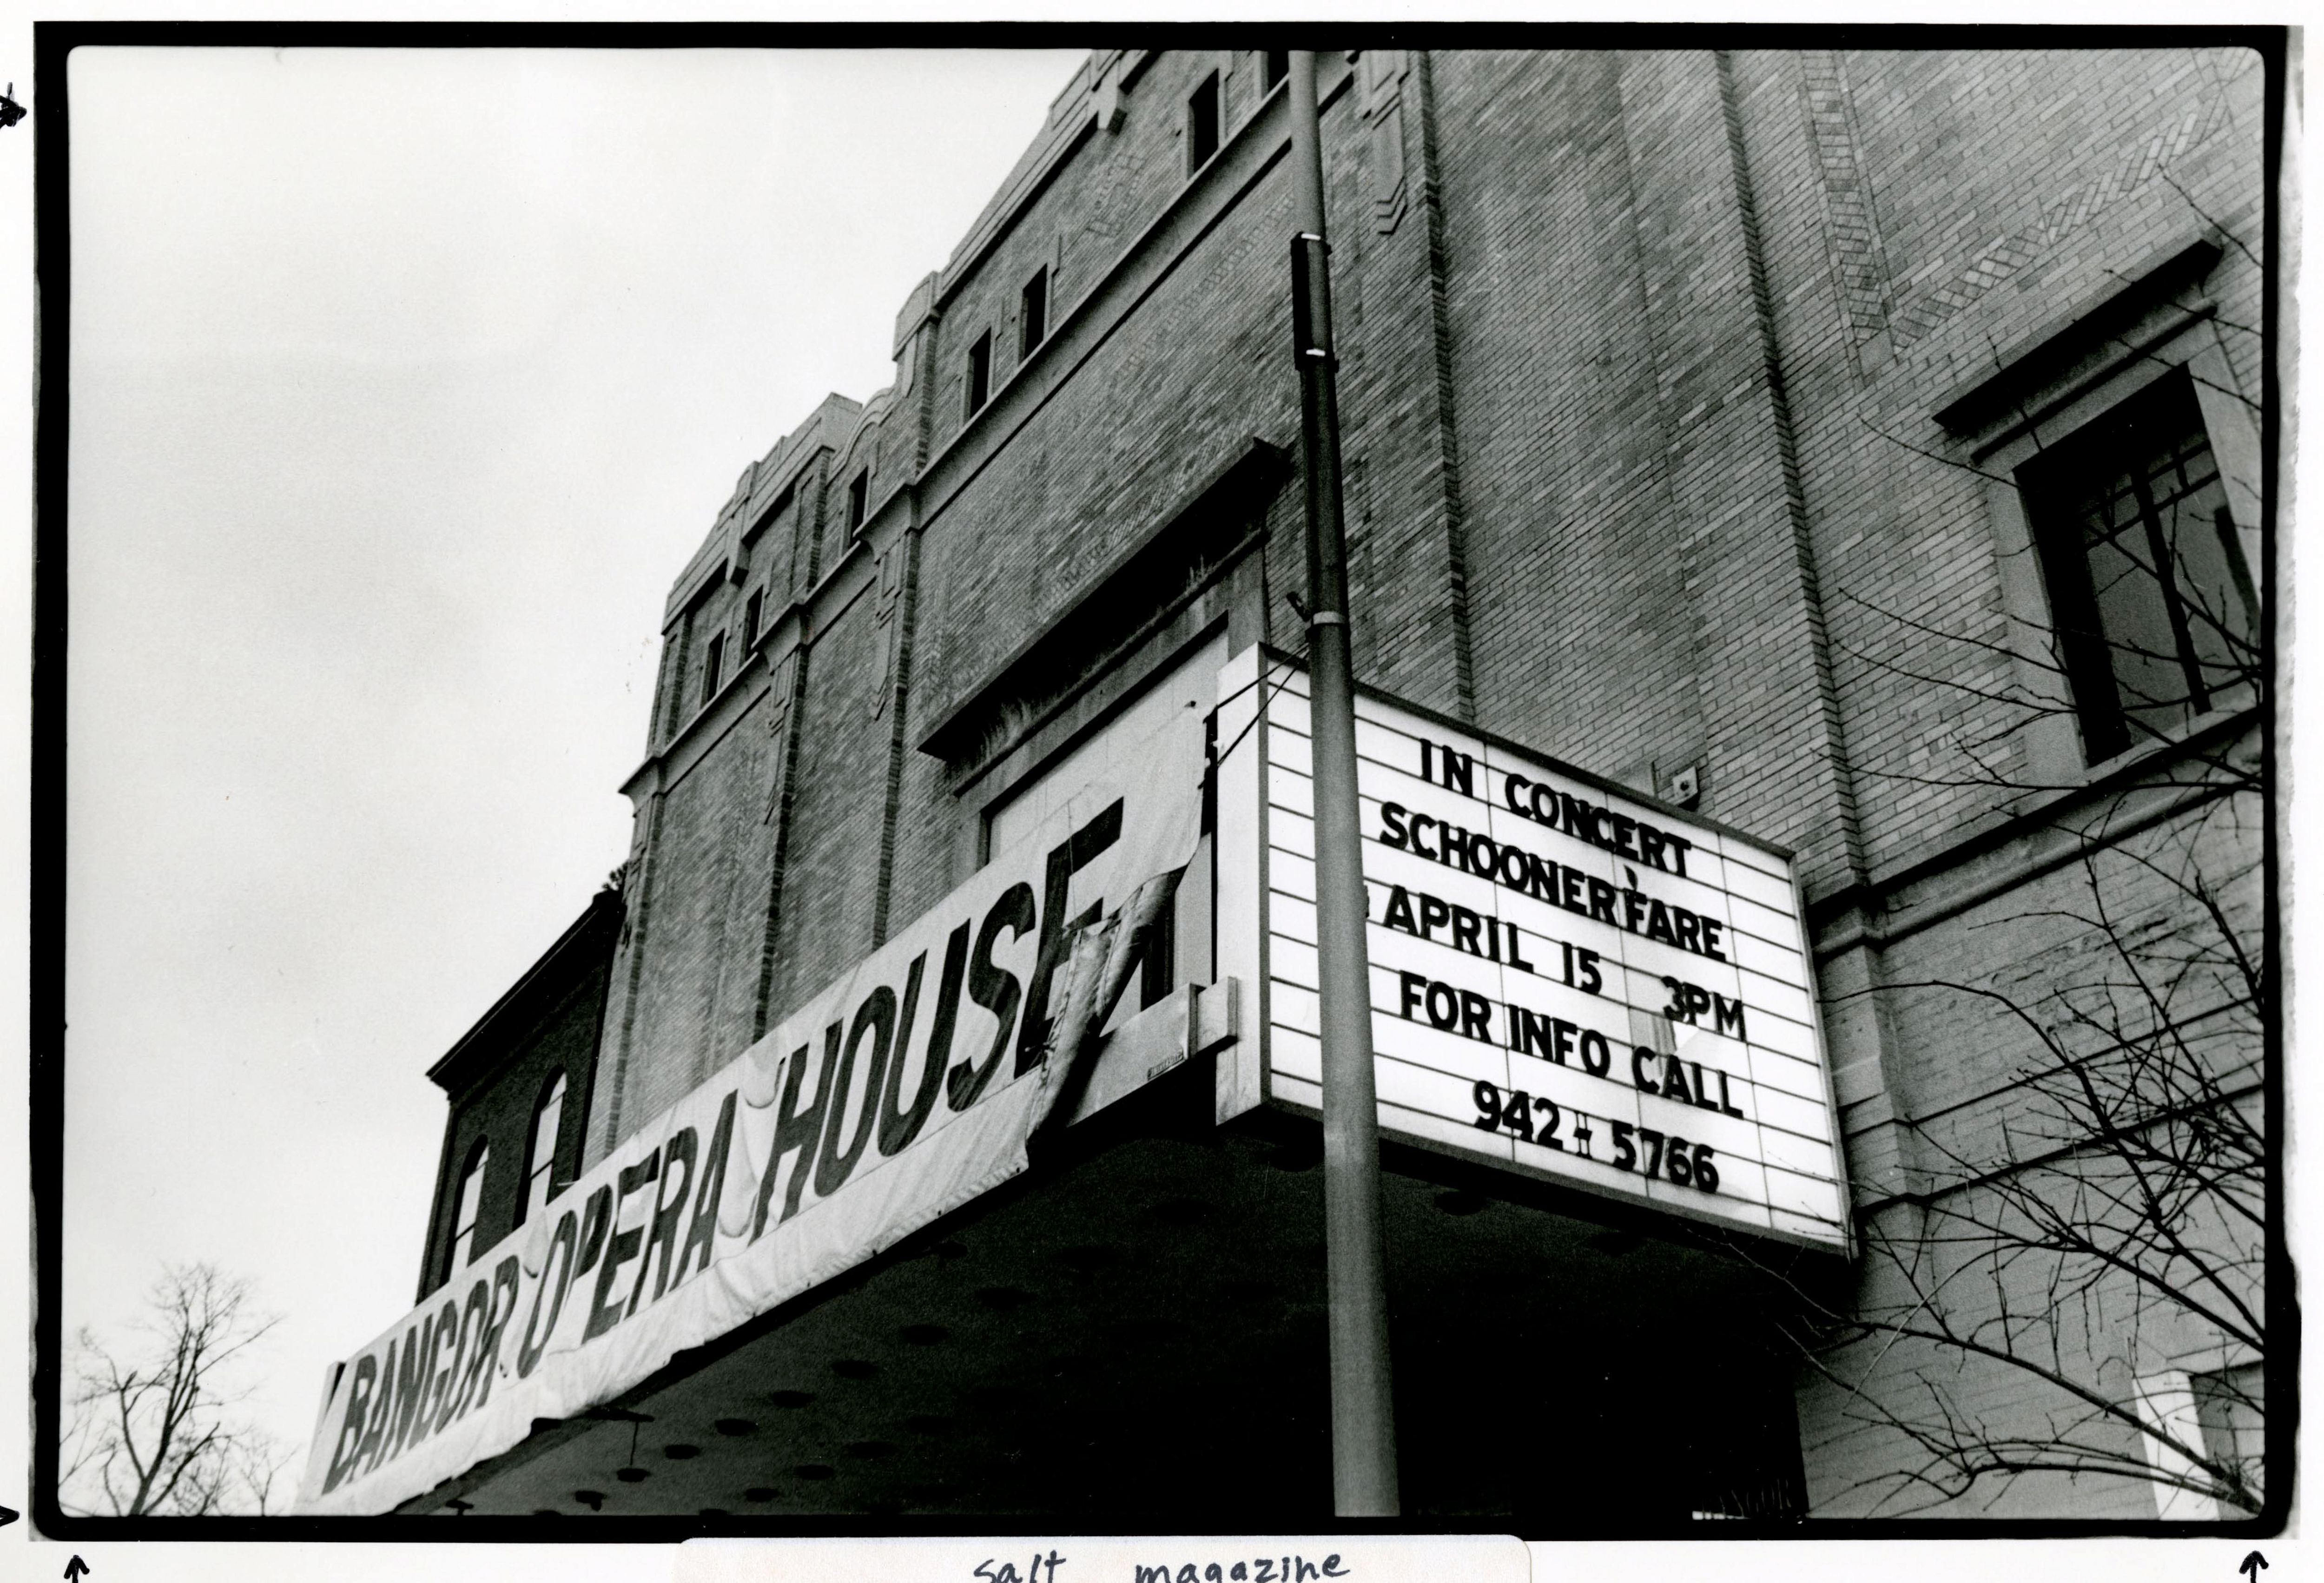 BANGOR OPERA HOUSE
IN CONCERT
SCHOONER FARE
APRIL 15 3PM
FOR INFO CALL
942-5766
salt magazine